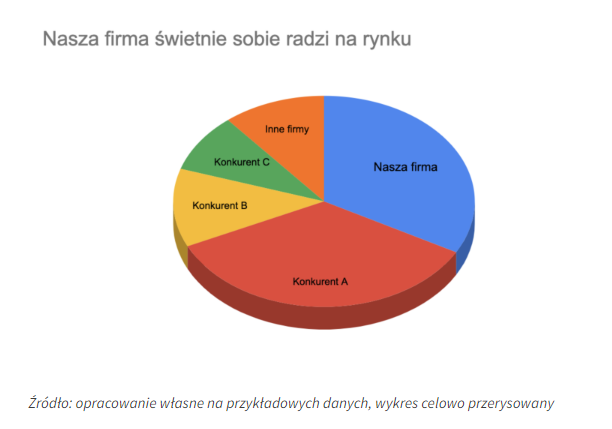 Nasza firma świetnie sobie radzi na rynku
Inne firmy
Nasza firma
Konkurent C
Konkurent B
Konkurent A
Źródło: opracowanie własne na przykładowych danych, wykres celowo przerysowany